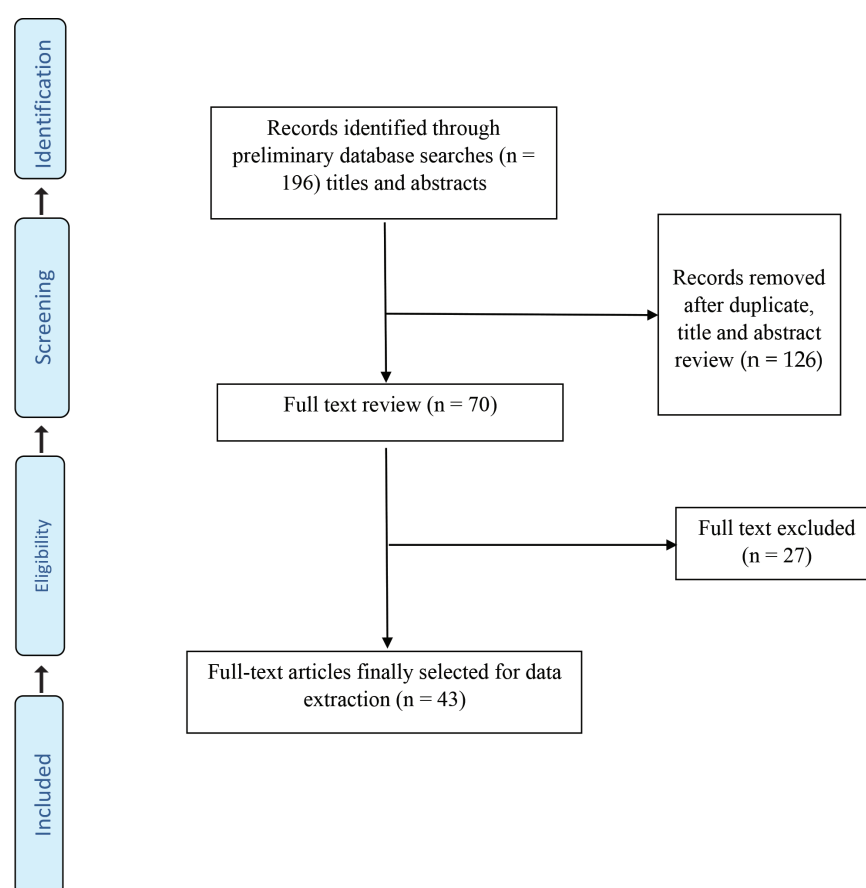 Identification
Records identified through
preliminary database searches (n =
196) titles and abstracts
Screening
Records removed
after duplicate,
title and abstract
review (n = 126)
Full text review (n = 70)
Eligibility
Full text excluded
(n = 27)
Full-text articles finally selected for data
extraction (n = 43)
Included